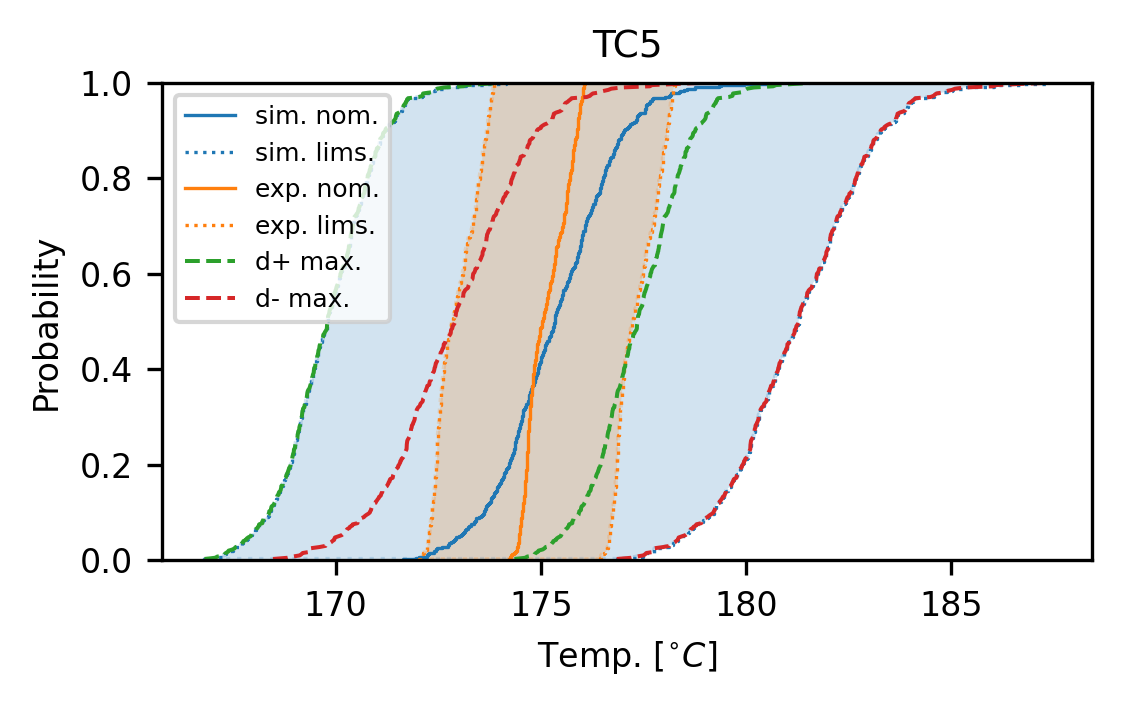 TC5
1.0
0.8
0.6
0.4
0.2
0.0
Probability
sim. nom.
sim. lims.
exp. nom.
exp. lims.
d+ max.
d- max.
170 175 180 185
Temp. [°C]